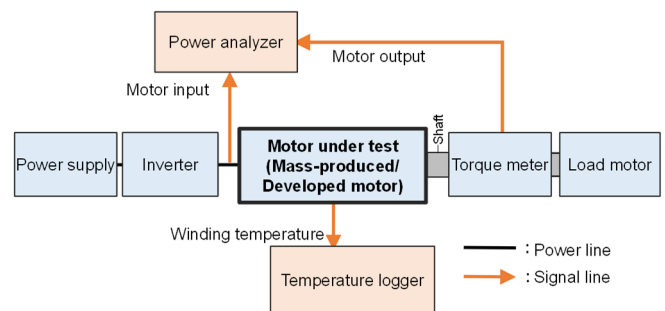 Power analyzer
Motor output
Motor input
Shaft
Power supply
Inverter
Motor under test
(Mass-produced/
Developed motor)
Torque meter
Load motor
Winding temperature
Temperature logger
: Power line
: Signal line